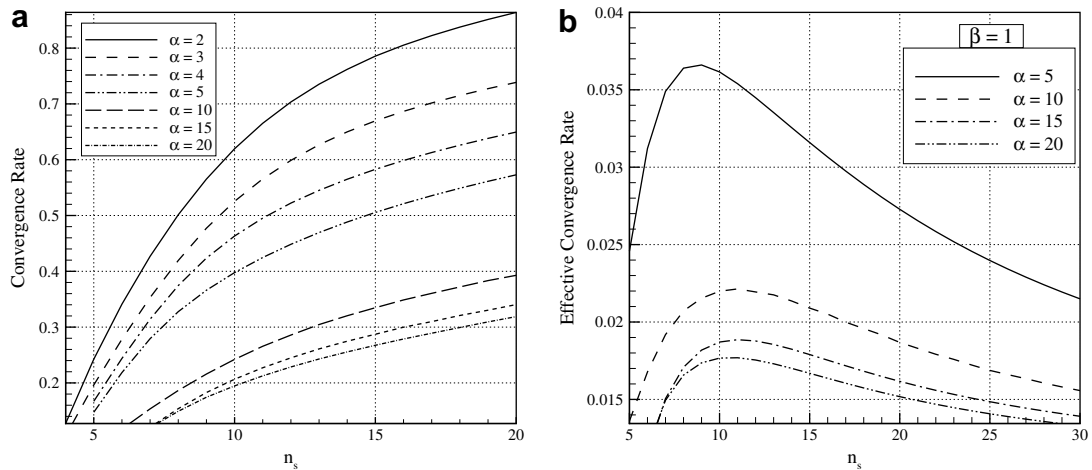 a
Convergence Rate
0.8
0.7
0.6
0.5
0.4
0.3
0.2
α = 2
α = 3
α = 4
α = 5
α = 10
α = 15
α = 20
5
10
15
20
n_s
b
Effective Convergence Rate
0.04
0.035
0.03
0.025
0.02
0.015
β = 1
α = 5
α = 10
α = 15
α = 20
5
10
15
20
25
30
n_s